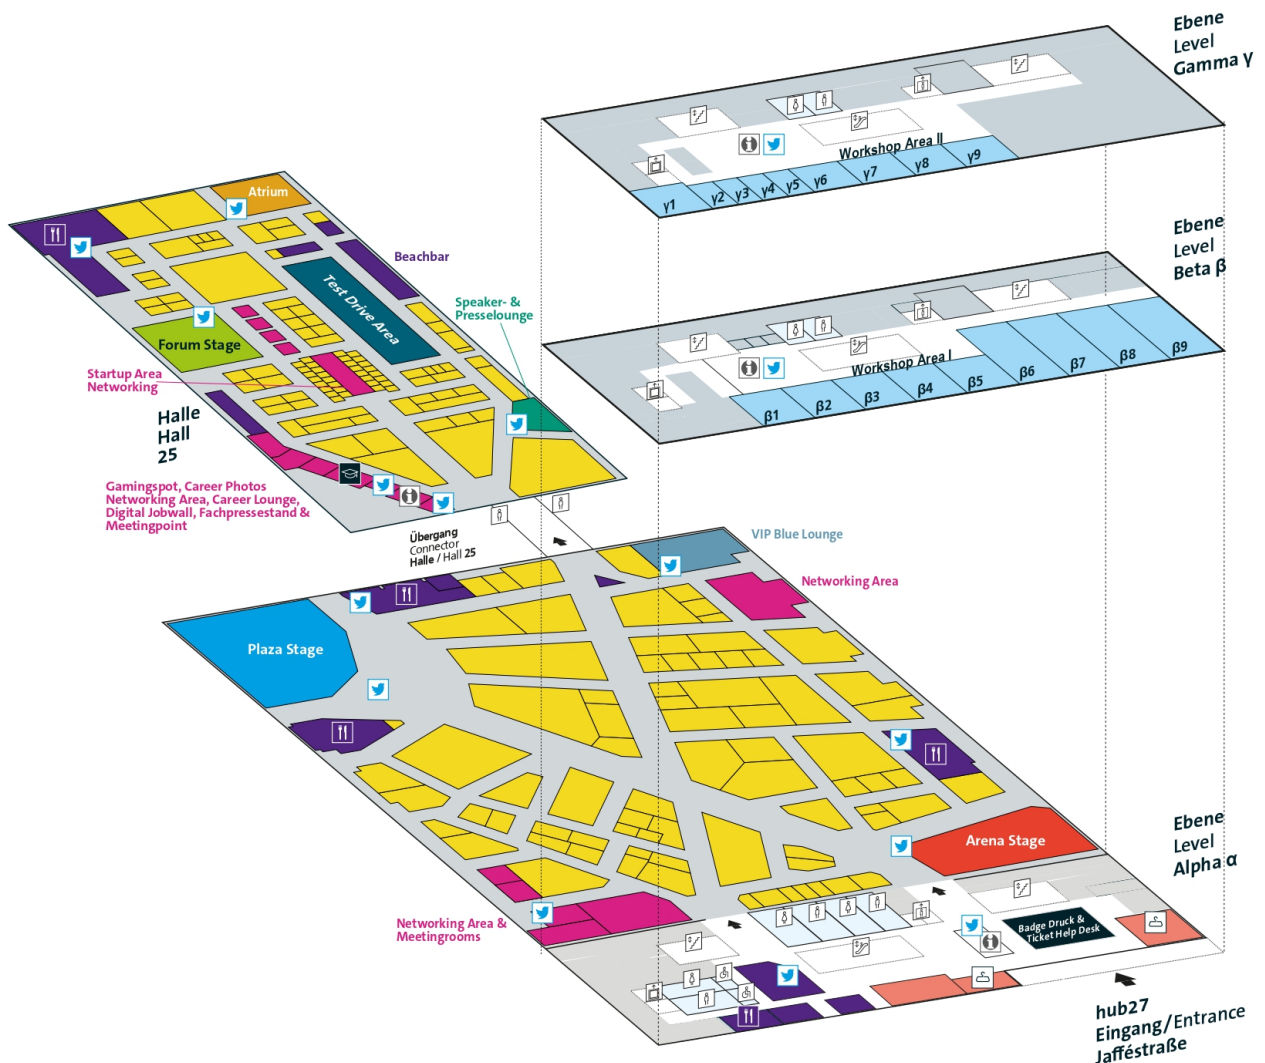 Ebene
Level
Gamma γ
Workshop Area II
γ1
γ2
γ3
γ4
γ5
γ6
γ7
γ8
γ9
Ebene
Level
Beta β
Workshop Area I
β1
β2
β3
β4
β5
β6
β7
β8
β9
Atrium
Beachbar
Test Drive Area
Speaker- &
Presselounge
Forum Stage
Startup Area
Networking
Halle
Hall
25
Gamingspot, Career Photos
Networking Area, Career Lounge,
Digital Jobwall, Fachpressestand &
Meetingpoint
Übergang
Connector
Halle / Hall 25
VIP Blue Lounge
Networking Area
Plaza Stage
Ebene
Level
Alpha α
Arena Stage
Networking Area &
Meetingrooms
Badge Druck &
Ticket Help Desk
hub27
Eingang/Entrance
Jafféstraße